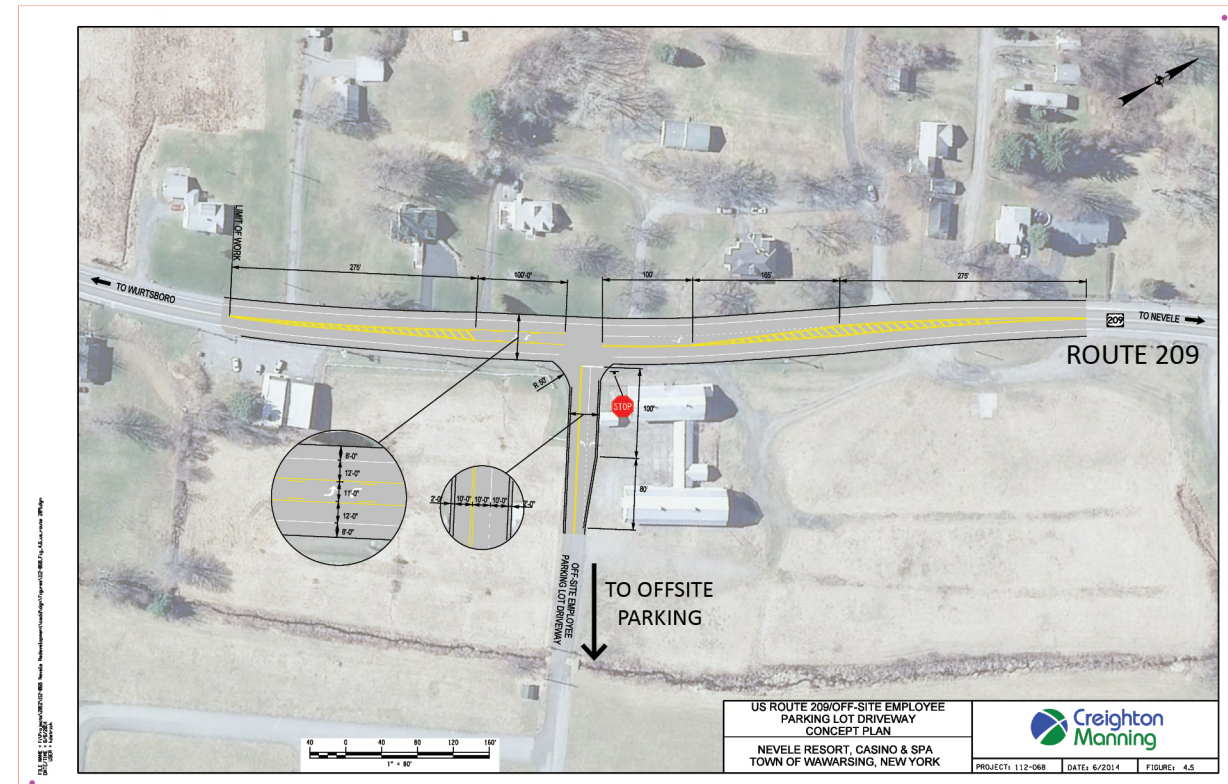 LIMIT OF WORK
275'
100'-0"
100'
165'
275'
TO WURTSBORO
209
TO NEVELE
ROUTE 209
R 50'
STOP
100'
80'
8'-0"
12'-0"
11'-0"
12'-0"
8'-0"
2'-0" 10'-0" 10'-0" 10'-0" 2'-0"
OFF-SITE EMPLOYEE
PARKING LOT DRIVEWAY
TO OFFSITE
PARKING
40 0 40 80 120 160'
1" = 80'
US ROUTE 209/OFF-SITE EMPLOYEE
PARKING LOT DRIVEWAY
CONCEPT PLAN
NEVELE RESORT, CASINO & SPA
TOWN OF WAWARSING, NEW YORK
Creighton
Manning
PROJECT: 112-068 DATE: 6/2014 FIGURE: 4.5